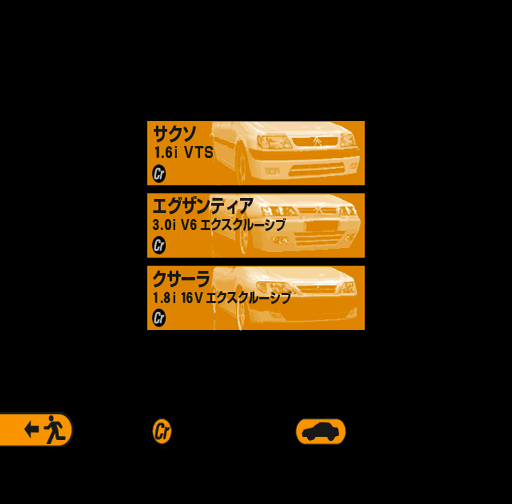 サクソ
1.6i VTS
Cr
エグザンティア
3.0i V6 エクスクルーシブ
Cr
クサーラ
1.8i 16V エクスクルーシブ
Cr
Cr